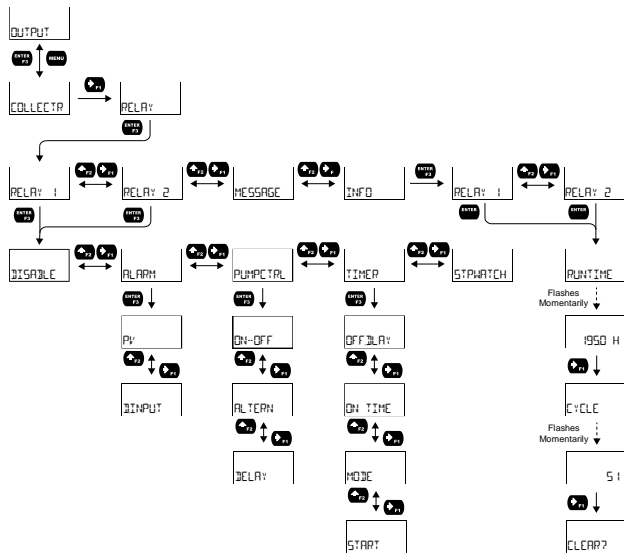 OUTPUT
ENTER F3 MENU
COLLECTR
F1
RELAY
ENTER F3
RELAY 1
F2 F1
RELAY 2
F2 F1
MESSAGE
F2 F
INFO
ENTER F3
RELAY 1
F2 F1
RELAY 2
ENTER F3
ENTER F3
ENTER
ENTER
DISABLE
F2 F1
ALARM
F2 F1
PUMPCTRL
F2 F1
TIMER
F2 F1
STPWATCH
RUNTIME
ENTER F3
ENTER F3
ENTER F3
Flashes
Momentarily
PV
ON--OFF
OFFDLAY
1950 H
F2 F1
F2 F1
F2 F1
F1
DINPUT
ALTERN
ON TIME
CYCLE
F2 F1
F2 F1
Flashes
Momentarily
DELAY
MODE
51
F2 F1
F1
START
CLEAR?